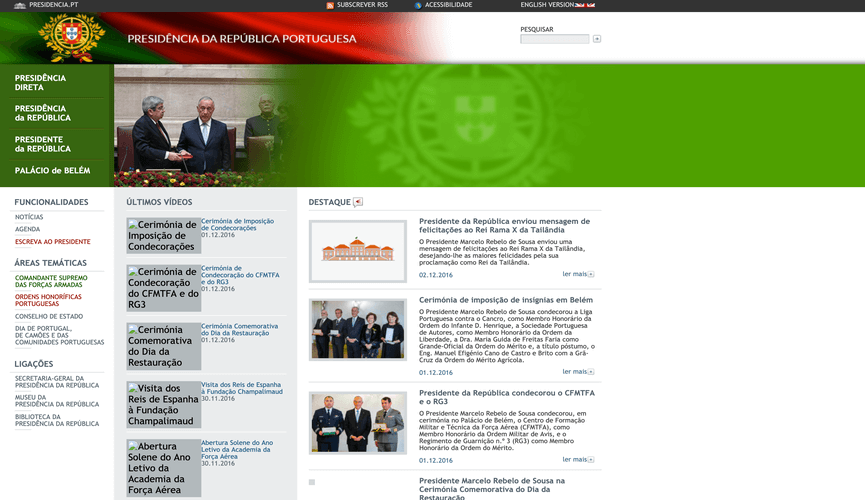 PRESIDENCIA.PT
SUBSCREVER RSS
ACESSIBILIDADE
ENGLISH VERSION
PRESIDÊNCIA DA REPÚBLICA PORTUGUESA
PESQUISAR
PRESIDÊNCIA
DIRETA
PRESIDÊNCIA
da REPÚBLICA
PRESIDENTE
da REPÚBLICA
PALÁCIO de BELÉM
FUNCIONALIDADES
NOTÍCIAS
AGENDA
ESCREVA AO PRESIDENTE
ÁREAS TEMÁTICAS
COMANDANTE SUPREMO
DAS FORÇAS ARMADAS
ORDENS HONORÍFICAS
PORTUGUESAS
CONSELHO DE ESTADO
DIA DE PORTUGAL,
DE CAMÕES E DAS
COMUNIDADES PORTUGUESAS
LIGAÇÕES
SECRETARIA-GERAL DA
PRESIDÊNCIA DA REPÚBLICA
MUSEU DA
PRESIDÊNCIA DA REPÚBLICA
BIBLIOTECA DA
PRESIDÊNCIA DA REPÚBLICA
ÚLTIMOS VÍDEOS
Cerimónia de
Imposição de
Condecorações
Cerimónia de Imposição
de Condecorações
01.12.2016
Cerimónia de
Condecoração
do CFMTFA e
do RG3
Cerimónia de
Condecoração do CFMTFA
e do RG3
01.12.2016
Cerimónia
Comemorativa
do Dia da
Restauração
Cerimónia Comemorativa
do Dia da Restauração
01.12.2016
Visita dos
Reis de Espanha
à Fundação
Champalimaud
Visita dos Reis de Espanha
à Fundação Champalimaud
30.11.2016
Abertura
Solene do Ano
Letivo da
Academia da
Força Aérea
Abertura Solene do Ano
Letivo da Academia da
Força Aérea
30.11.2016
DESTAQUE
Presidente da República enviou mensagem de
felicitações ao Rei Rama X da Tailândia
O Presidente Marcelo Rebelo de Sousa enviou uma
mensagem de felicitações ao Rei Rama X da Tailândia,
desejando-lhe as maiores felicidades pela sua
proclamação como Rei da Tailândia.
02.12.2016
ler mais
Cerimónia de imposição de insígnias em Belém
O Presidente Marcelo Rebelo de Sousa condecorou a Liga
Portuguesa contra o Cancro, como Membro Honorário da
Ordem do Infante D. Henrique, a Sociedade Portuguesa
de Autores, como Membro Honorário da Ordem da
Liberdade, a Dra. Maria Guida de Freitas Faria como
Grande-Oficial da Ordem do Mérito e, a título póstumo, o
Eng. Manuel Efigénio Cano de Castro e Brito com a Grã-
Cruz da Ordem do Mérito Agrícola.
01.12.2016
ler mais
Presidente da República condecorou o CFMTFA
e o RG3
O Presidente Marcelo Rebelo de Sousa condecorou, em
cerimónia no Palácio de Belém, o Centro de Formação
Militar e Técnica da Força Aérea (CFMTFA), como
Membro Honorário da Ordem Militar de Avis, e o
Regimento de Guarnição n.º 3 (RG3) como Membro
Honorário da Ordem do Mérito.
01.12.2016
ler mais
Presidente Marcelo Rebelo de Sousa na
Cerimónia Comemorativa do Dia da
Restauração